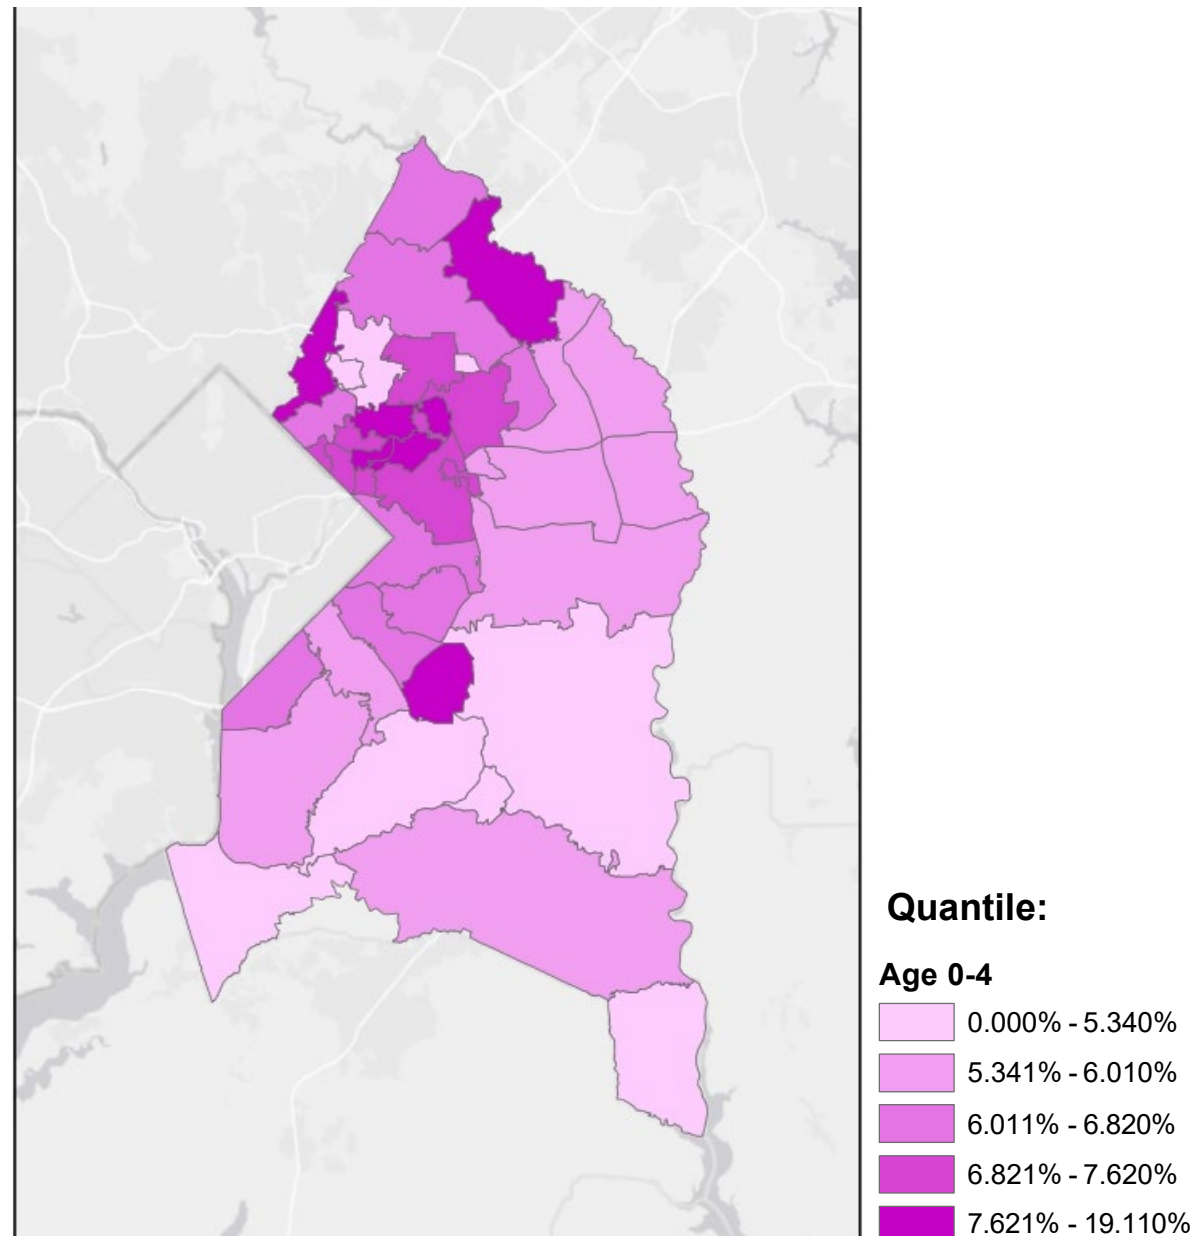 Quantile:
Age 0-4
0.000% - 5.340%
5.341% - 6.010%
6.011% - 6.820%
6.821% - 7.620%
7.621% - 19.110%